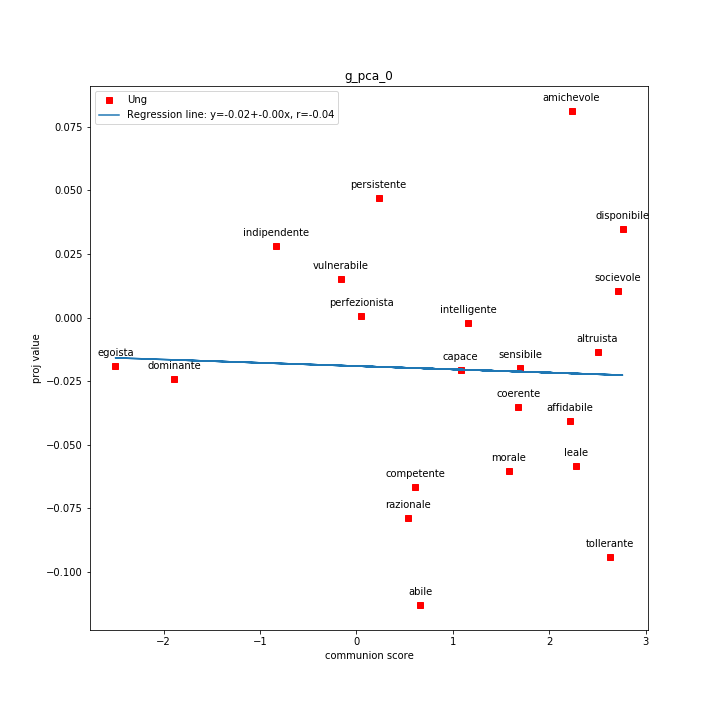 g_pca_0
Ung
Regression line: y=-0.02+-0.00x, r=-0.04
amichevole
persistente
disponibile
indipendente
vulnerabile
socievole
perfezionista
intelligente
altruista
egoista
capace
sensibile
dominante
coerente
affidabile
leale
morale
competente
razionale
tollerante
abile
0.075
0.050
0.025
0.000
−0.025
−0.050
−0.075
−0.100
proj value
−2
−1
0
1
2
3
communion score